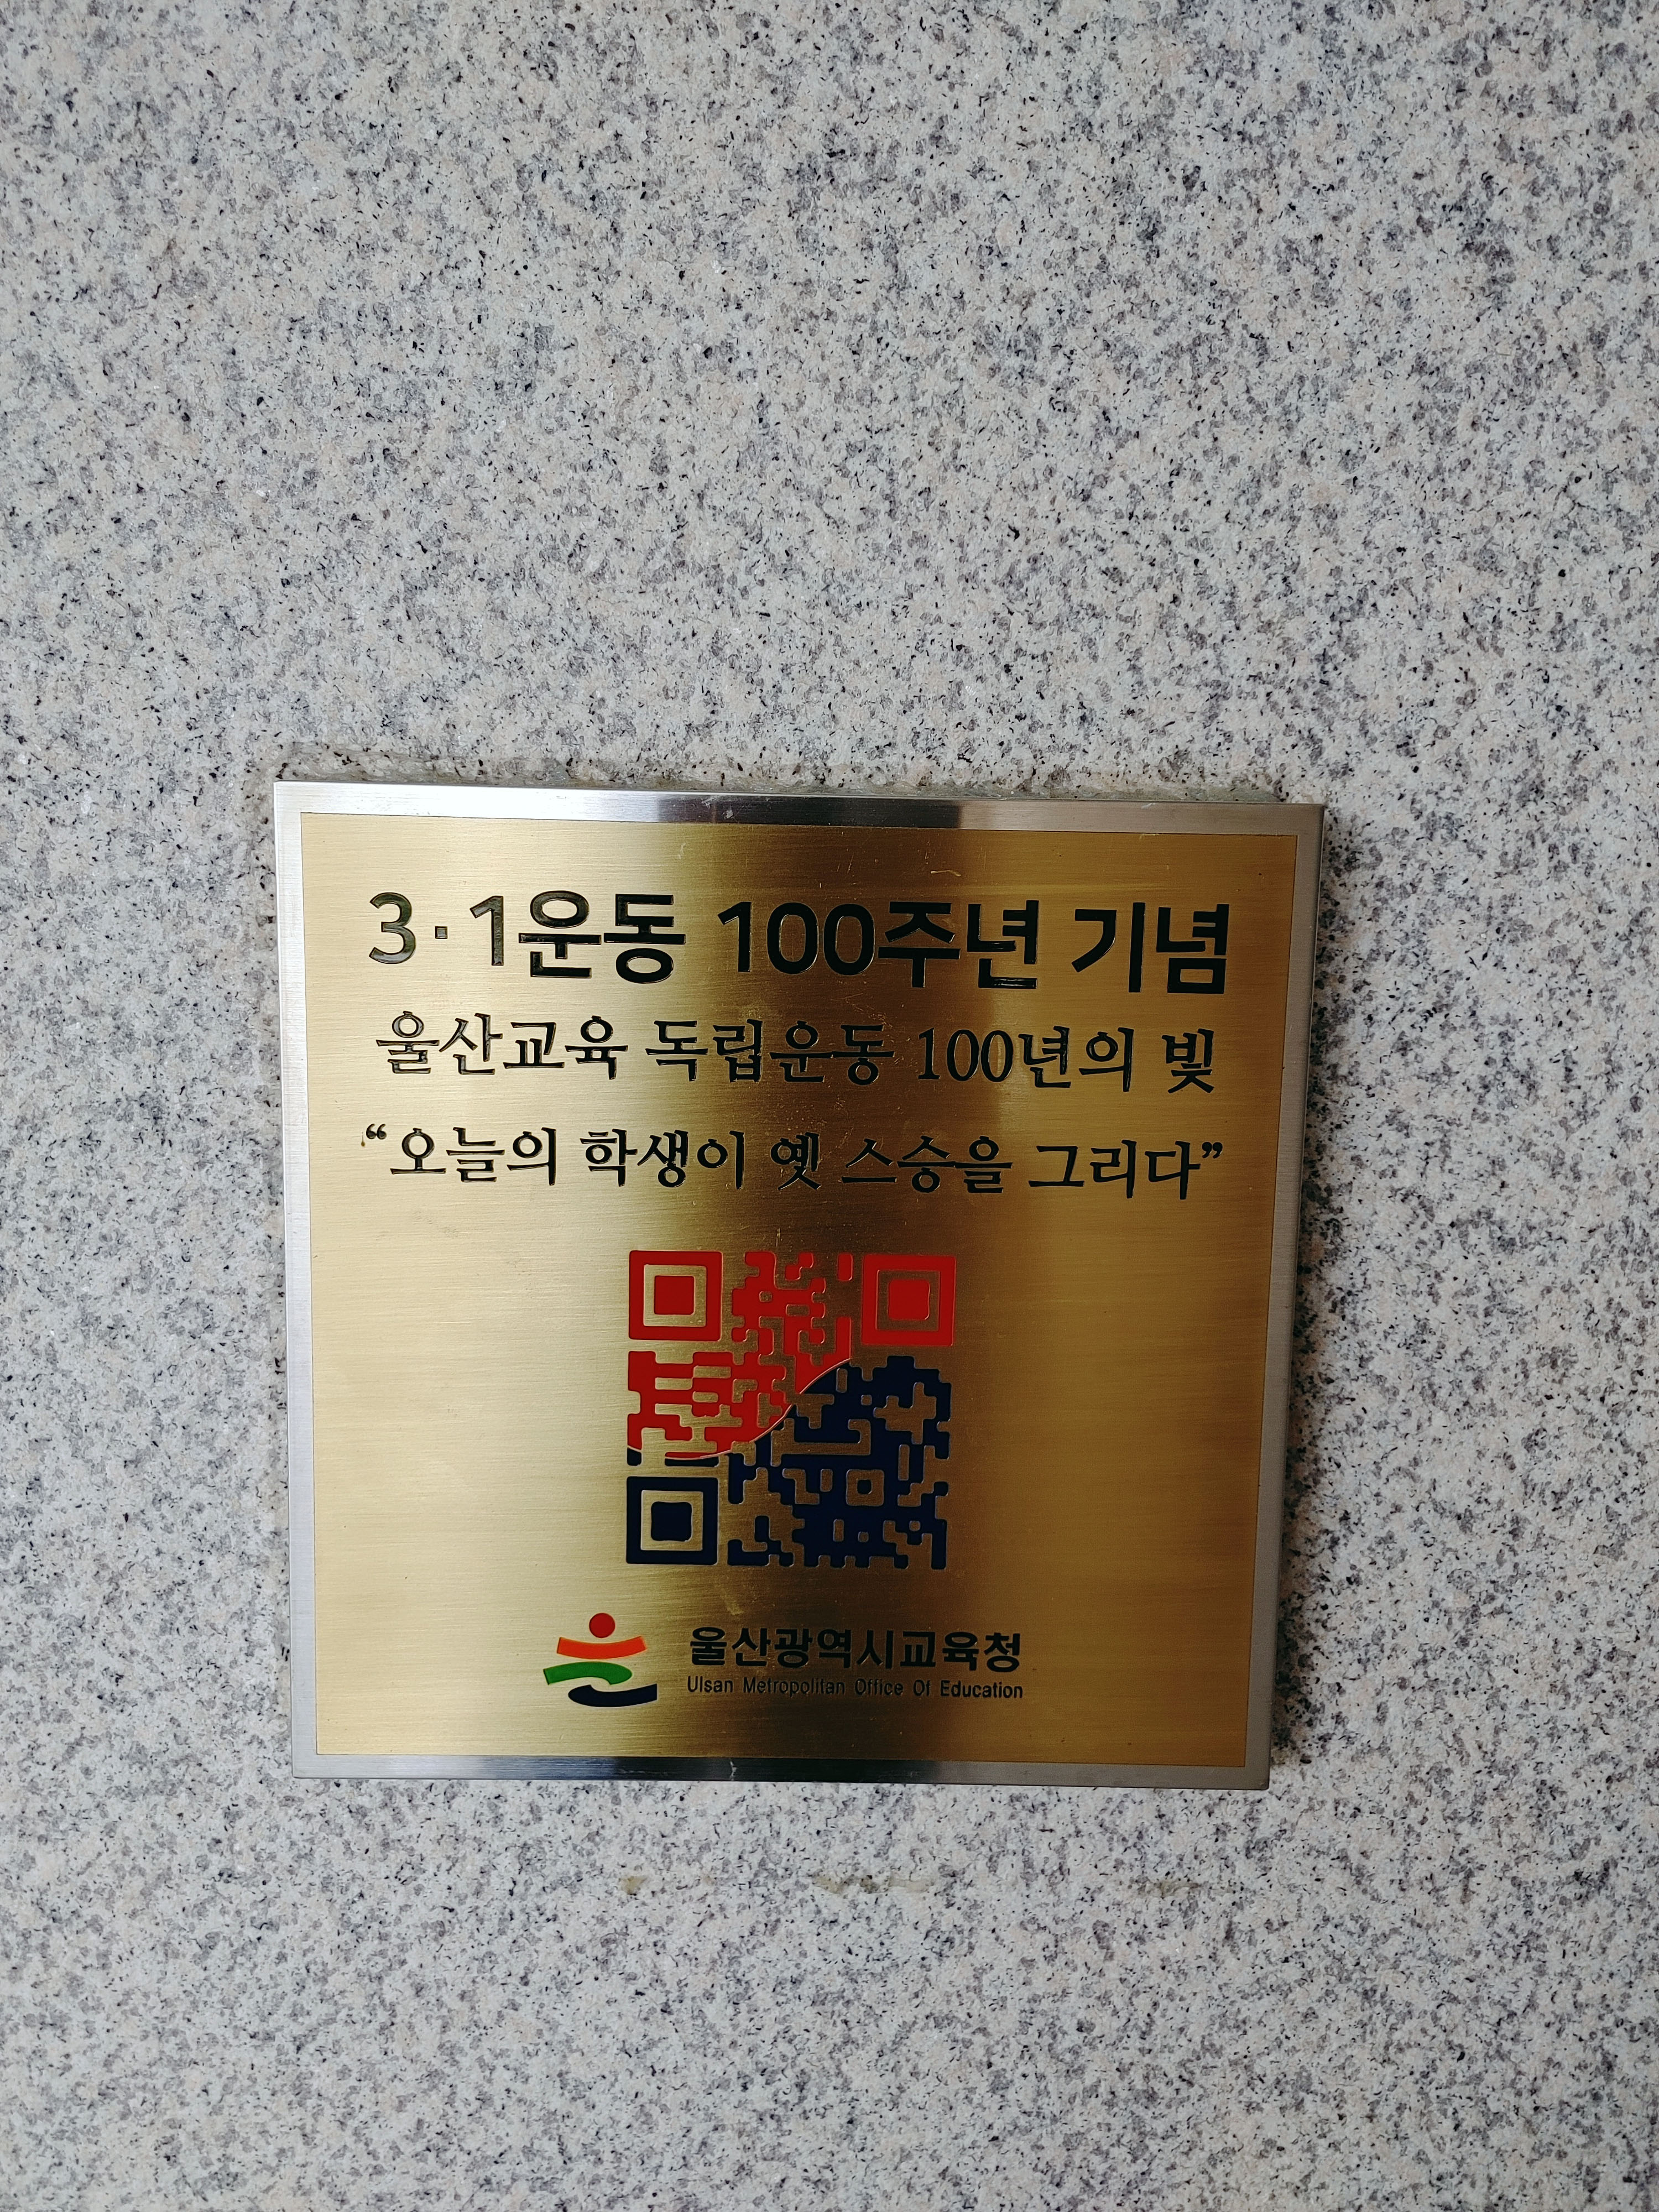 3·1운동 100주년 기념
울산교육 독립운동 100년의 빛
“오늘의 학생이 옛 스승을 그리다”
울산광역시교육청
Ulsan Metropolitan Office Of Education